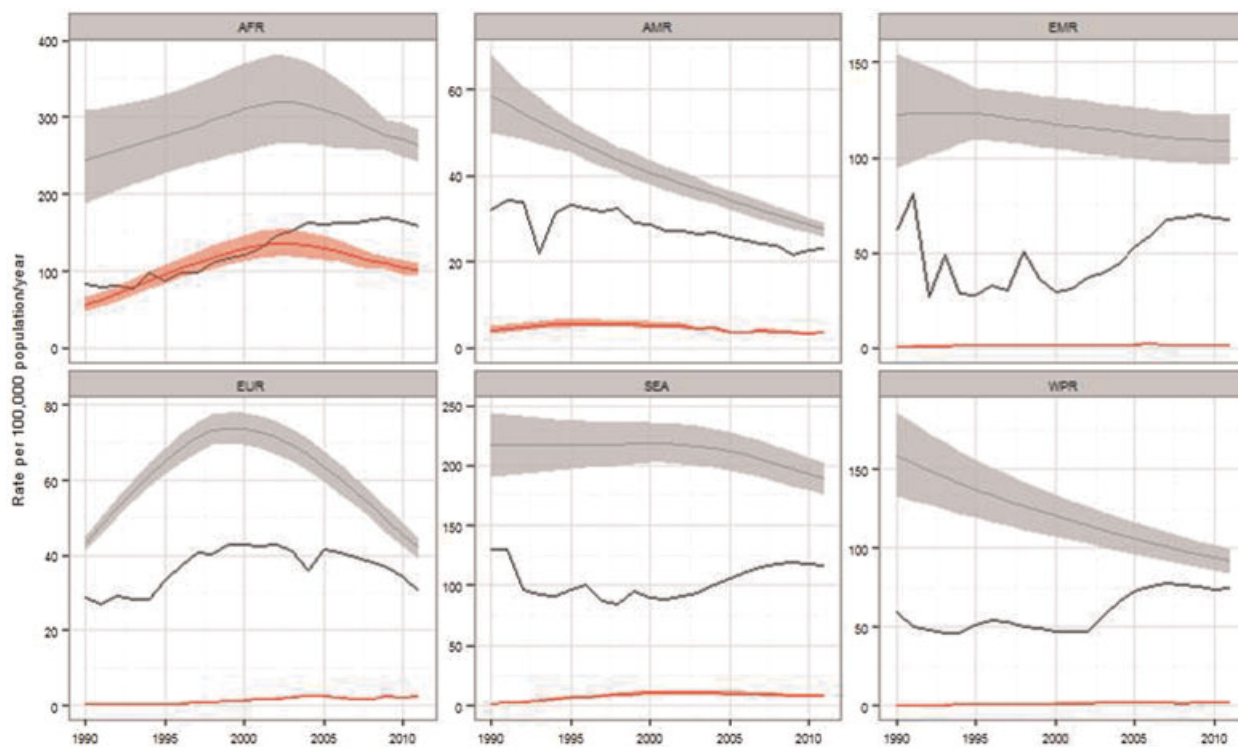 AFR AMR EMR
400 60 150
300 40 100
200 20 50
100 0 0
0
Rate per 100,000 population/year
EUR SEA WPR
80 250 150
60 200 100
40 150 50
20 100 0
0 50
0
1990 1995 2000 2005 2010 1990 1995 2000 2005 2010 1990 1995 2000 2005 2010